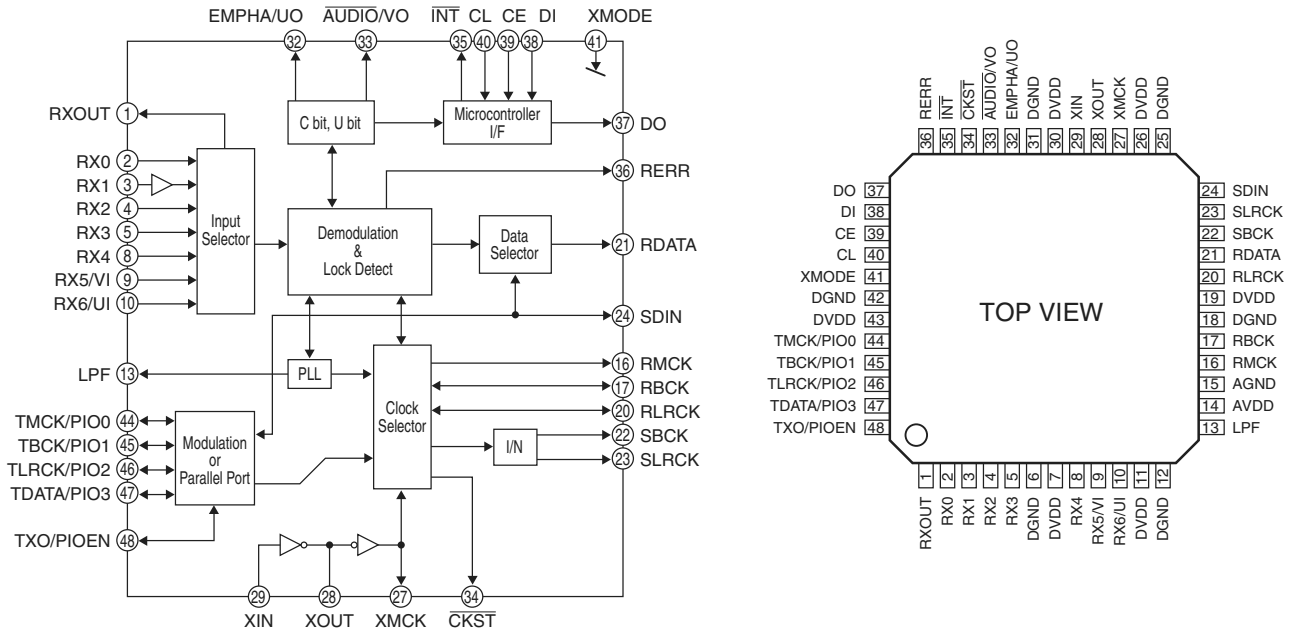 EMPHA/UO AUDIO/VO INT CL CE DI XMODE
32 33 35 40 39 38 41
RXOUT 1
RX0 2
RX1 3
RX2 4
RX3 5
RX4 8
RX5/VI 9
RX6/UI 10
Input
Selector
C bit, U bit
Microcontroller
I/F
37 DO
36 RERR
Demodulation
&
Lock Detect
Data
Selector
21 RDATA
24 SDIN
LPF 13
PLL
Clock
Selector
16 RMCK
17 RBCK
20 RLRCK
I/N
22 SBCK
23 SLRCK
TMCK/PIO0 44
TBCK/PIO1 45
TLRCK/PIO2 46
TDATA/PIO3 47
Modulation
or
Parallel Port
TXO/PIOEN 48
29 28 27 34
XIN XOUT XMCK CKST
RERR INT CKST AUDIO/VO EMPHA/UO DGND DVDD XIN XOUT XMCK DVDD DGND
36 35 34 33 32 31 30 29 28 27 26 25
DO 37
DI 38
CE 39
CL 40
XMODE 41
DGND 42
DVDD 43
TMCK/PIO0 44
TBCK/PIO1 45
TLRCK/PIO2 46
TDATA/PIO3 47
TXO/PIOEN 48
TOP VIEW
24 SDIN
23 SLRCK
22 SBCK
21 RDATA
20 RLRCK
19 DVDD
18 DGND
17 RBCK
16 RMCK
15 AGND
14 AVDD
13 LPF
1 2 3 4 5 6 7 8 9 10 11 12
RXOUT RX0 RX1 RX2 RX3 DGND DVDD RX4 RX5/VI RX6/UI DVDD DGND